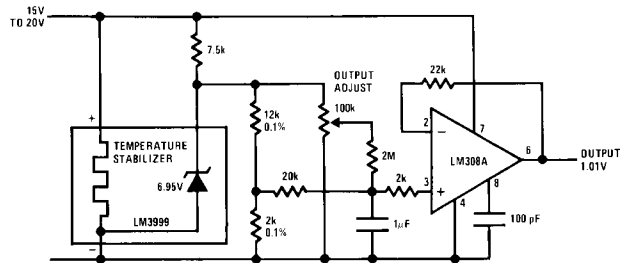 15V
TO 20V
7.5k
OUTPUT
ADJUST
22k
12k
0.1%
100k
2
7
+
TEMPERATURE
STABILIZER
−
LM308A
6
OUTPUT
1.01V
2M
6.95V
20k
2k
3
+
8
4
LM3999
2k
0.1%
1μF
100 pF
−